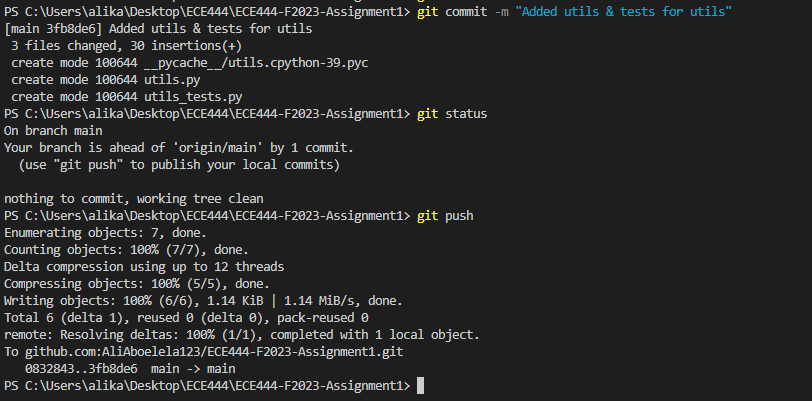 PS C:\Users\alika\Desktop\ECE444\ECE444-F2023-Assignment1> git commit -m "Added utils & tests for utils"
[main 3fb8de6] Added utils & tests for utils
 3 files changed, 30 insertions(+)
 create mode 100644 __pycache__/utils.cpython-39.pyc
 create mode 100644 utils.py
 create mode 100644 utils_tests.py
PS C:\Users\alika\Desktop\ECE444\ECE444-F2023-Assignment1> git status
On branch main
Your branch is ahead of 'origin/main' by 1 commit.
  (use "git push" to publish your local commits)

nothing to commit, working tree clean
PS C:\Users\alika\Desktop\ECE444\ECE444-F2023-Assignment1> git push
Enumerating objects: 7, done.
Counting objects: 100% (7/7), done.
Delta compression using up to 12 threads
Compressing objects: 100% (5/5), done.
Writing objects: 100% (6/6), 1.14 KiB | 1.14 MiB/s, done.
Total 6 (delta 1), reused 0 (delta 0), pack-reused 0
remote: Resolving deltas: 100% (1/1), completed with 1 local object.
To github.com:AliAboelela123/ECE444-F2023-Assignment1.git
   0832843..3fb8de6  main -> main
PS C:\Users\alika\Desktop\ECE444\ECE444-F2023-Assignment1>